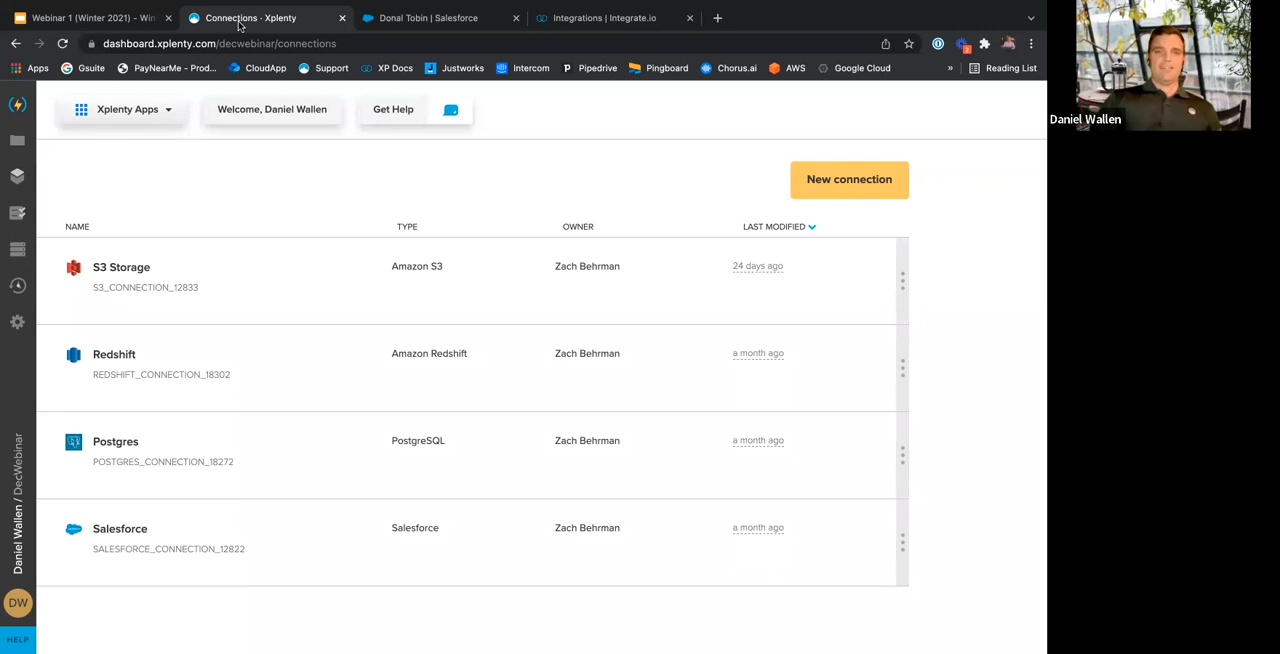 Webinar 1 (Winter 2021) - Win
Connections · Xplenty
Donal Tobin | Salesforce
Integrations | Integrate.io
dashboard.xplenty.com/decwebinar/connections
2
Apps
Gsuite
PayNearMe - Prod...
CloudApp
Support
XP Docs
Justworks
Intercom
Pipedrive
Pingboard
Chorus.ai
AWS
Google Cloud
»
Reading List
Daniel Wallen
Xplenty Apps
Welcome, Daniel Wallen
Get Help
New connection
NAME
TYPE
OWNER
LAST MODIFIED
S3 Storage
Amazon S3
Zach Behrman
24 days ago
S3_CONNECTION_12833
Redshift
Amazon Redshift
Zach Behrman
a month ago
REDSHIFT_CONNECTION_18302
Postgres
PostgreSQL
Zach Behrman
a month ago
POSTGRES_CONNECTION_18272
Salesforce
Salesforce
Zach Behrman
a month ago
SALESFORCE_CONNECTION_12822
Daniel Wallen / DecWebinar
DW
HELP